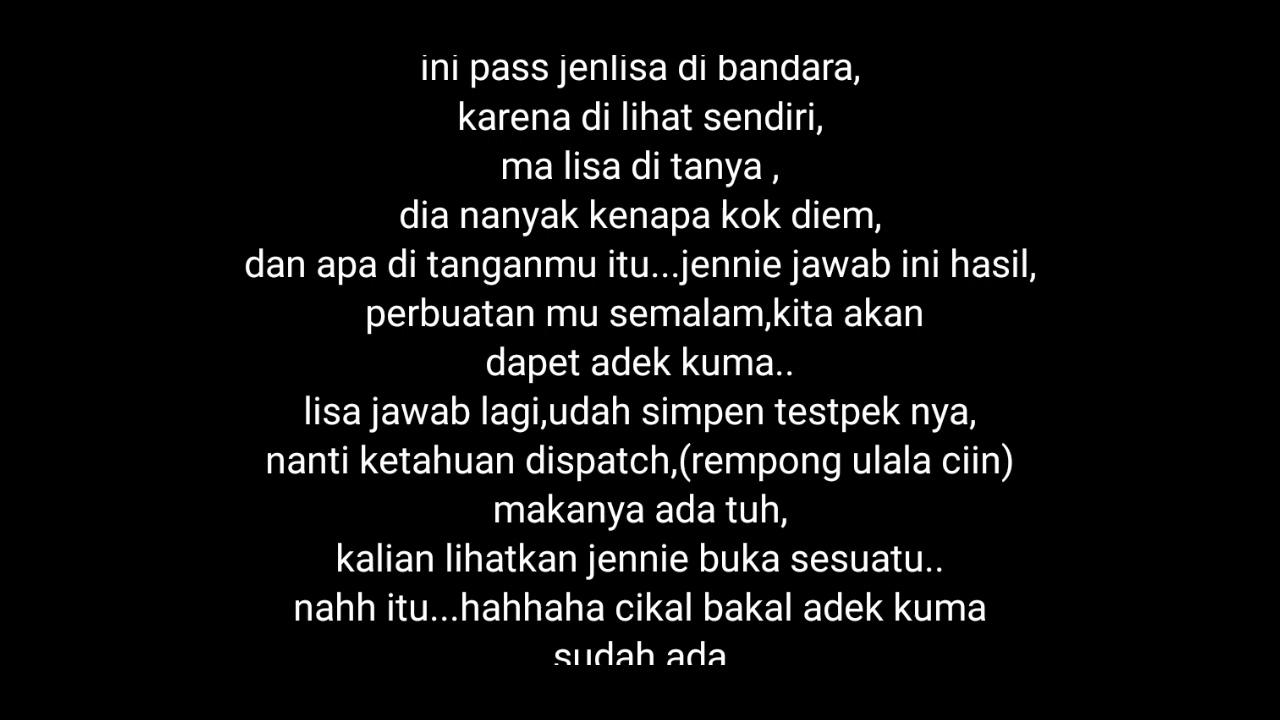 ini pass jenlisa di bandara,
karena di lihat sendiri,
ma lisa di tanya ,
dia nanyak kenapa kok diem,
dan apa di tanganmu itu...jennie jawab ini hasil,
perbuatan mu semalam,kita akan
dapet adek kuma..
lisa jawab lagi,udah simpen testpek nya,
nanti ketahuan dispatch,(rempong ulala ciin)
makanya ada tuh,
kalian lihatkan jennie buka sesuatu..
nahh itu...hahhaha cikal bakal adek kuma
sudah ada